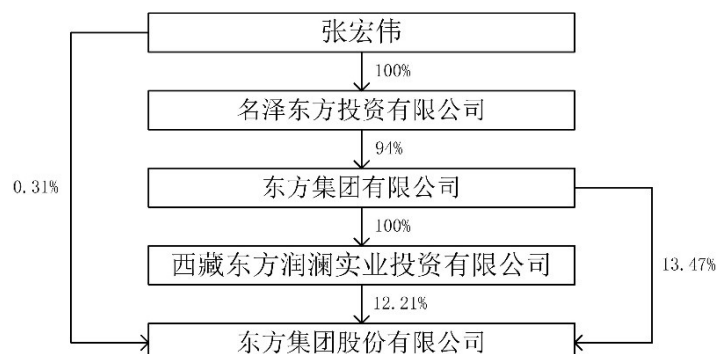 张宏伟
100%
名泽东方投资有限公司
94%
0.31%
东方集团有限公司
100%
西藏东方润澜实业投资有限公司
13.47%
12.21%
东方集团股份有限公司